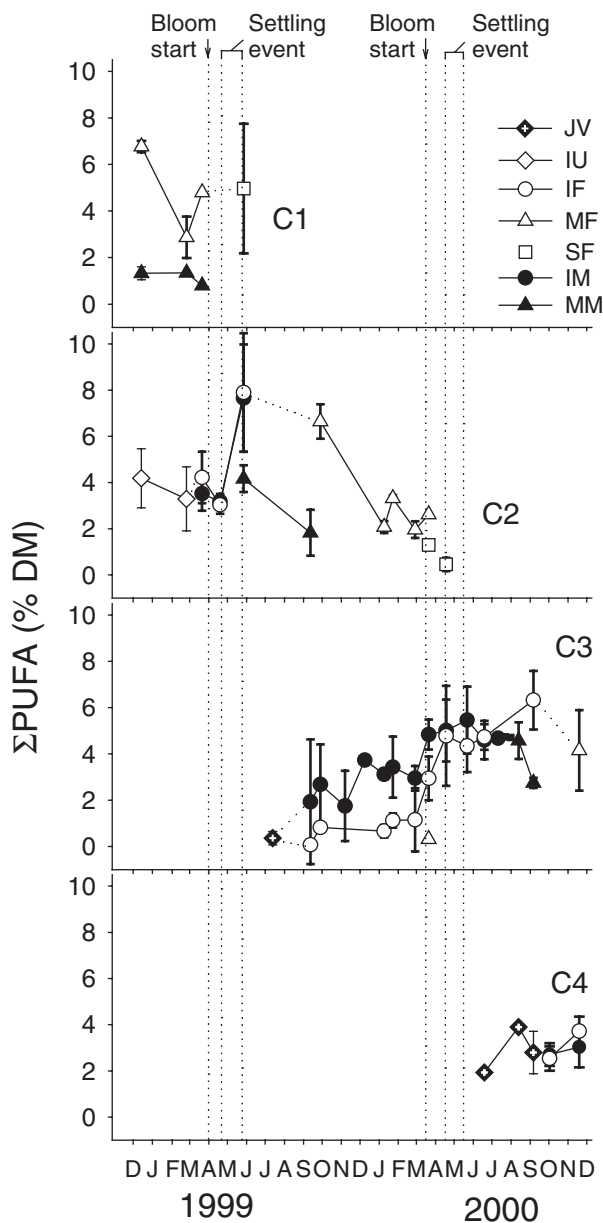 Bloom start
Settling event
Bloom start
Settling event
ΣPUFA (% DM)
10
8
6
4
2
0
C1
JV
IU
IF
MF
SF
IM
MM
10
8
6
4
2
0
C2
10
8
6
4
2
0
C3
10
8
6
4
2
0
C4
D J F M A M J J A S O N D J F M A M J J A S O N D
1999 2000